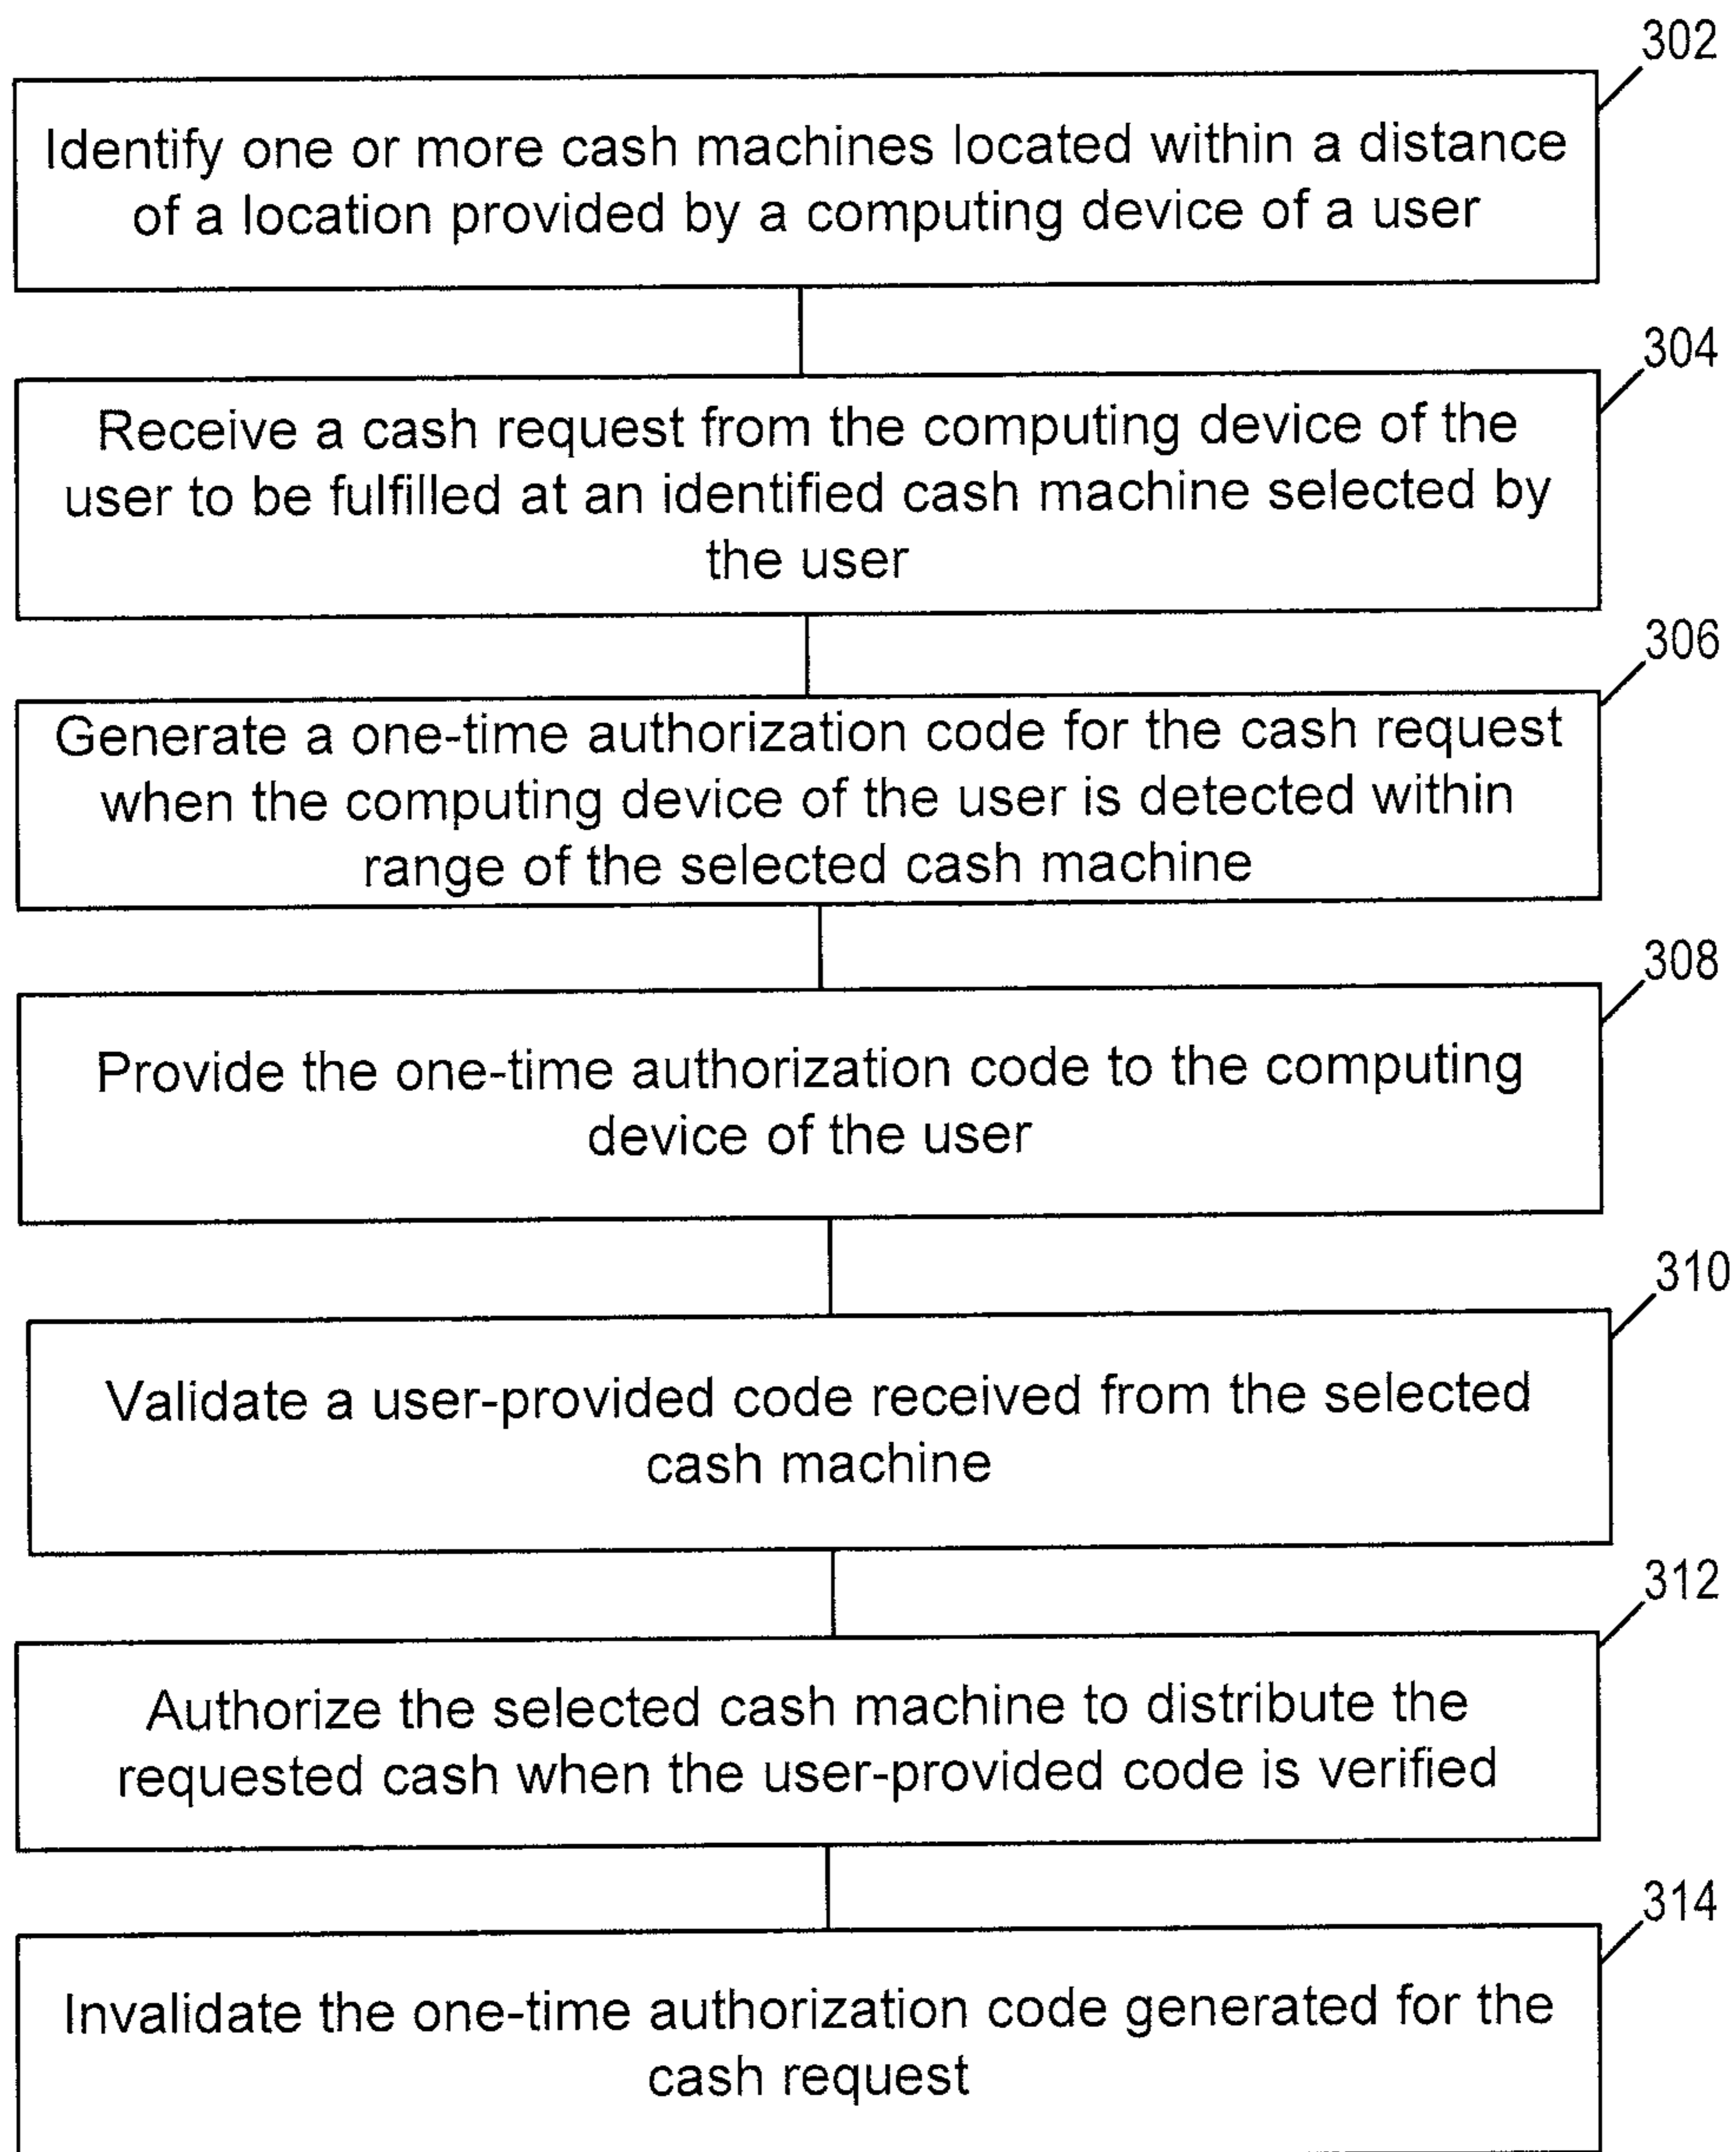 302
Identify one or more cash machines located within a distance
of a location provided by a computing device of a user
304
Receive a cash request from the computing device of the
user to be fulfilled at an identified cash machine selected by
the user
306
Generate a one-time authorization code for the cash request
when the computing device of the user is detected within
range of the selected cash machine
308
Provide the one-time authorization code to the computing
device of the user
310
Validate a user-provided code received from the selected
cash machine
312
Authorize the selected cash machine to distribute the
requested cash when the user-provided code is verified
314
Invalidate the one-time authorization code generated for the
cash request